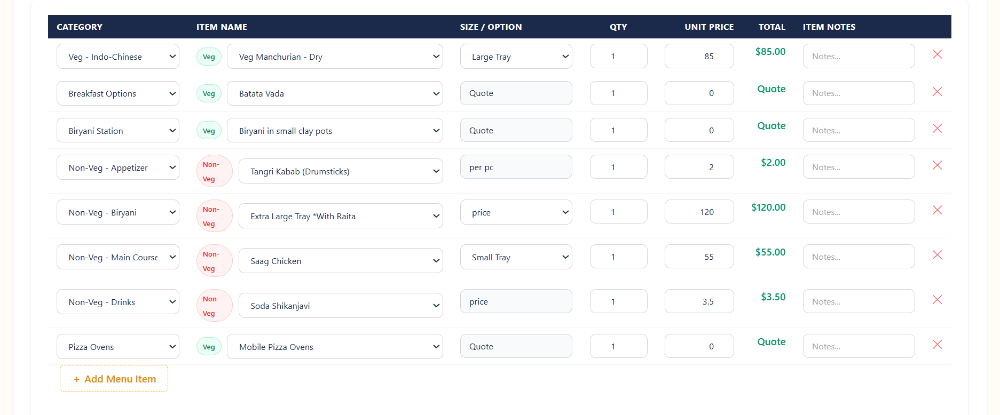 CATEGORY ITEM NAME SIZE / OPTION QTY UNIT PRICE TOTAL ITEM NOTES
Veg - Indo-Chinese Veg Veg Manchurian - Dry Large Tray 1 85 $85.00 Notes...
Breakfast Options Veg Batata Vada Quote 1 0 Quote Notes...
Biryani Station Veg Biryani in small clay pots Quote 1 0 Quote Notes...
Non-Veg - Appetizer Non-Veg Tangri Kabab (Drumsticks) per pc 1 2 $2.00 Notes...
Non-Veg - Biryani Non-Veg Extra Large Tray *With Raita price 1 120 $120.00 Notes...
Non-Veg - Main Course Non-Veg Saag Chicken Small Tray 1 55 $55.00 Notes...
Non-Veg - Drinks Non-Veg Soda Shikanjavi price 1 3.5 $3.50 Notes...
Pizza Ovens Veg Mobile Pizza Ovens Quote 1 0 Quote Notes...
+ Add Menu Item